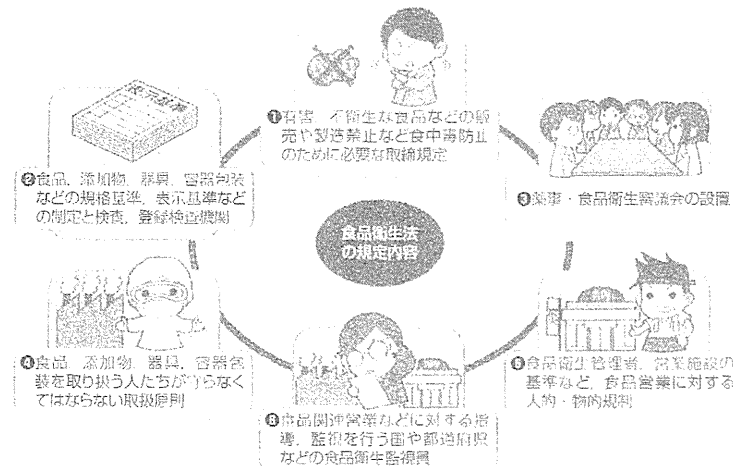 ❶有害，不衛生な食品などの販
売や製造禁止など食中毒防止
のために必要な取締規定
❷食品，添加物，器具，容器包装
などの規格基準，表示基準など
の制定と検査，登録検査機関
❸薬事・食品衛生審議会の設置
食品衛生法
の規定内容
❹食品，添加物，器具，容器包
装を取り扱う人たちが守らなく
てはならない取扱原則
食品衛生管理者，営業施設の
基準など，食品営業に対する
人的・物的規制
食品関連営業などに対する指
導，監視を行う国や都道府県
などの食品衛生監視員